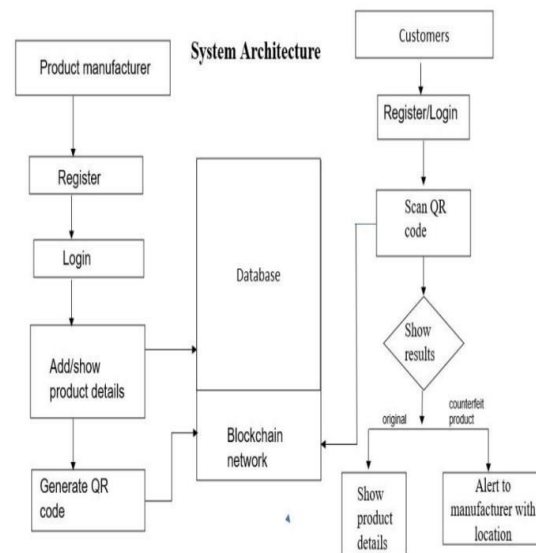 System Architecture
Product manufacturer
Register
Login
Add/show
product details
Generate QR
code
Database
Blockchain
network
Customers
Register/Login
Scan QR
code
Show
results
original
counterfeit
product
Show
product
details
Alert to
manufacturer with
location
4